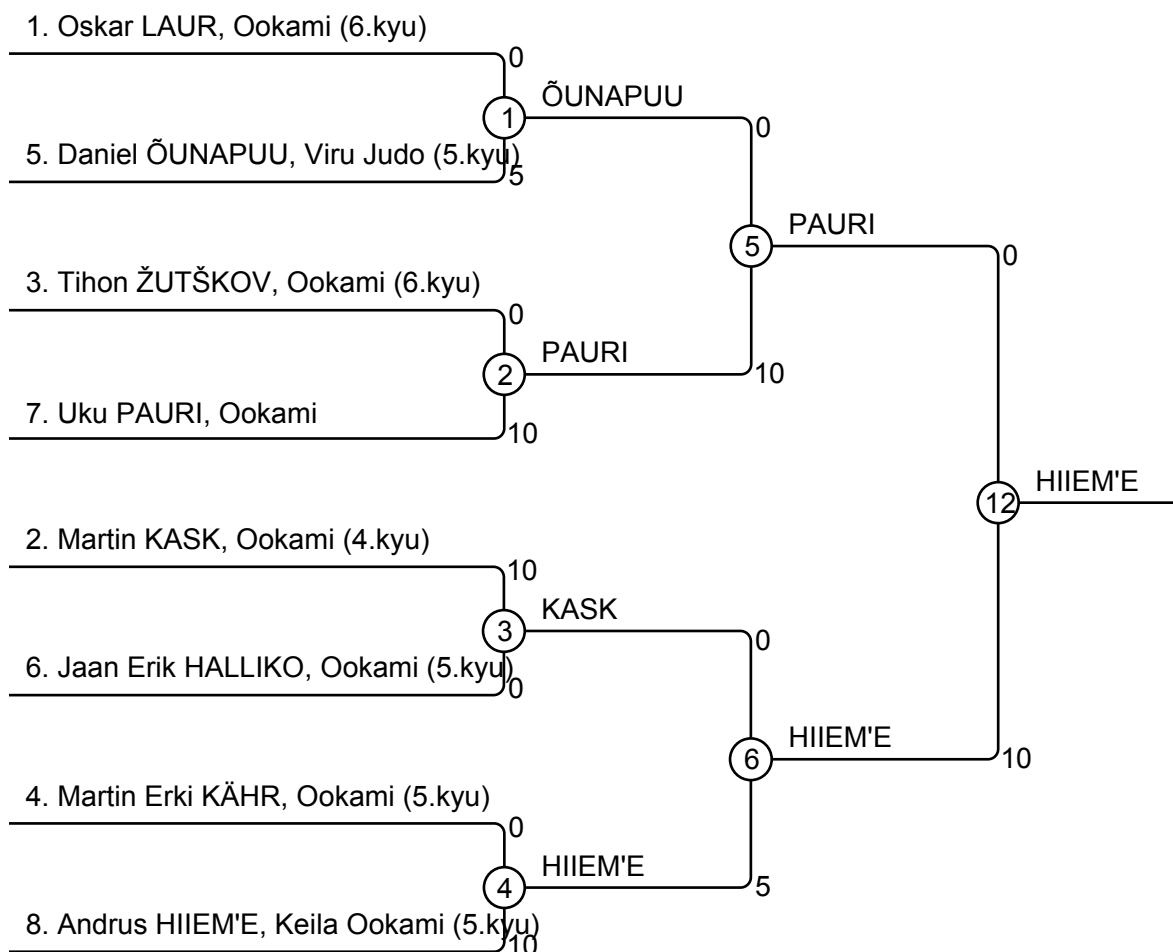 1. Oskar LAUR, Ookami (6.kyu)
0
ÕUNAPUU
1
0
5. Daniel ÕUNAPUU, Viru Judo (5.kyu)
5
PAURI
5
0
3. Tihon ŽUTŠKOV, Ookami (6.kyu)
0
PAURI
2
10
7. Uku PAURI, Ookami
10
HIIEM'E
12
2. Martin KASK, Ookami (4.kyu)
10
KASK
3
0
6. Jaan Erik HALLIKO, Ookami (5.kyu)
0
HIIEM'E
6
10
4. Martin Erki KÄHR, Ookami (5.kyu)
0
HIIEM'E
4
5
8. Andrus HIIEM'E, Keila Ookami (5.kyu)
10